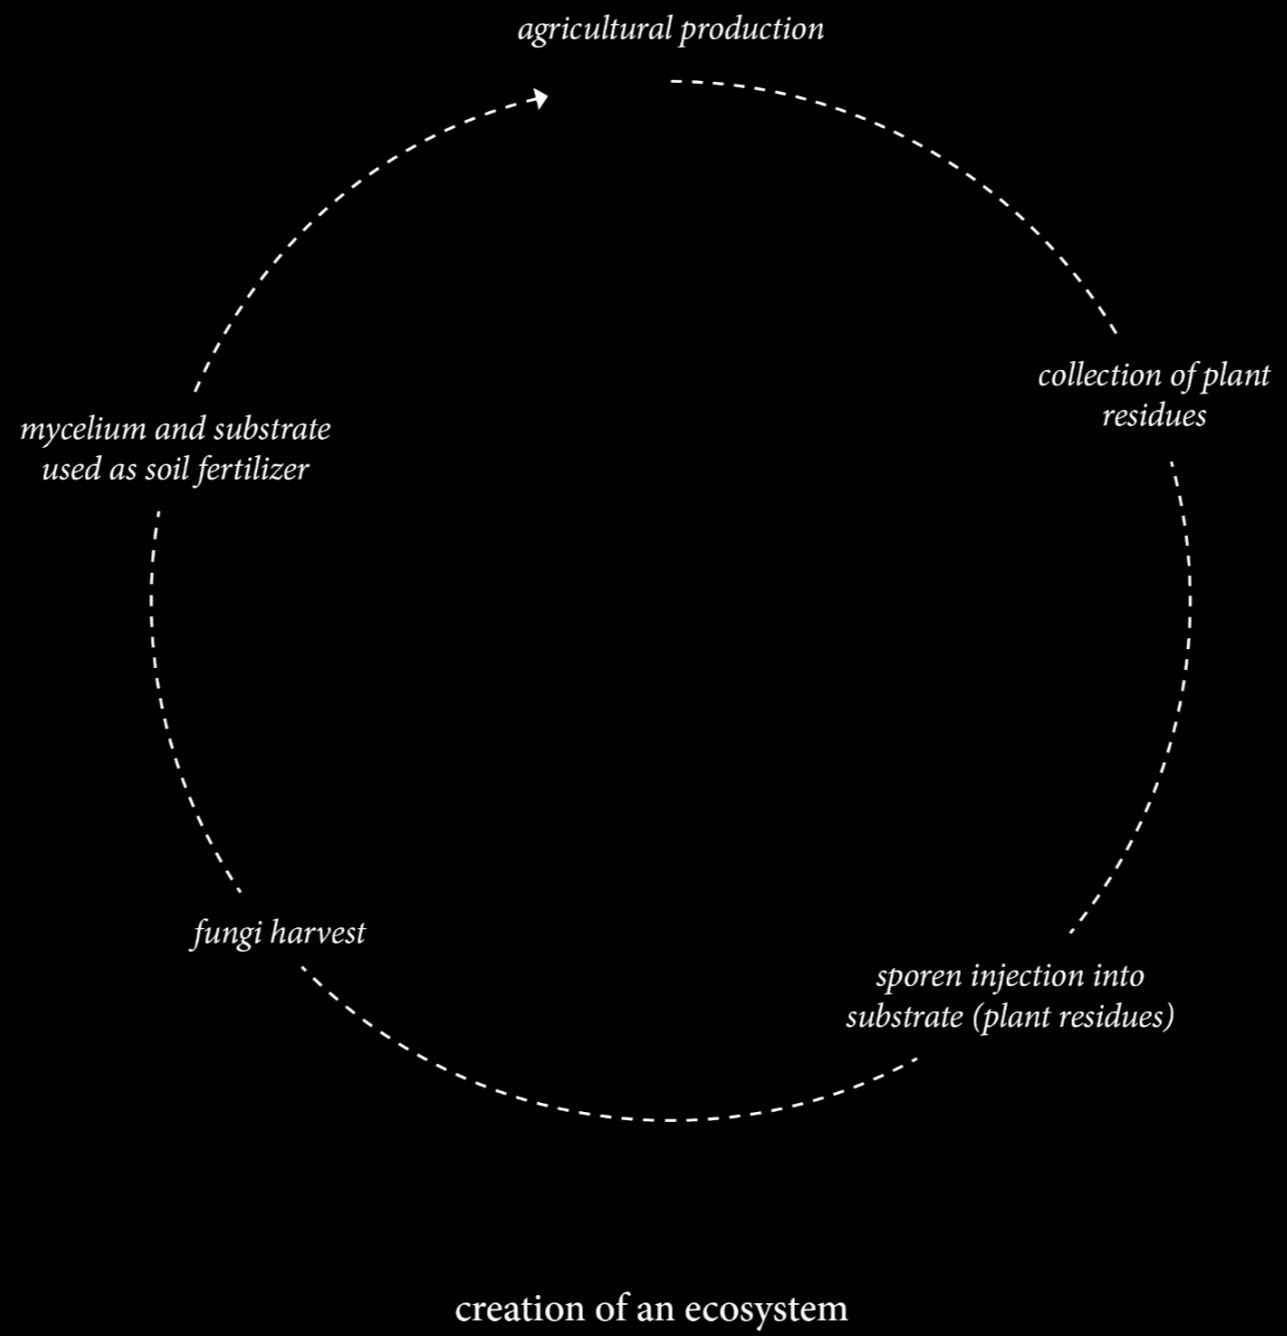 agricultural production
collection of plant
residues
mycelium and substrate
used as soil fertilizer
fungi harvest
sporen injection into
substrate (plant residues)
creation of an ecosystem